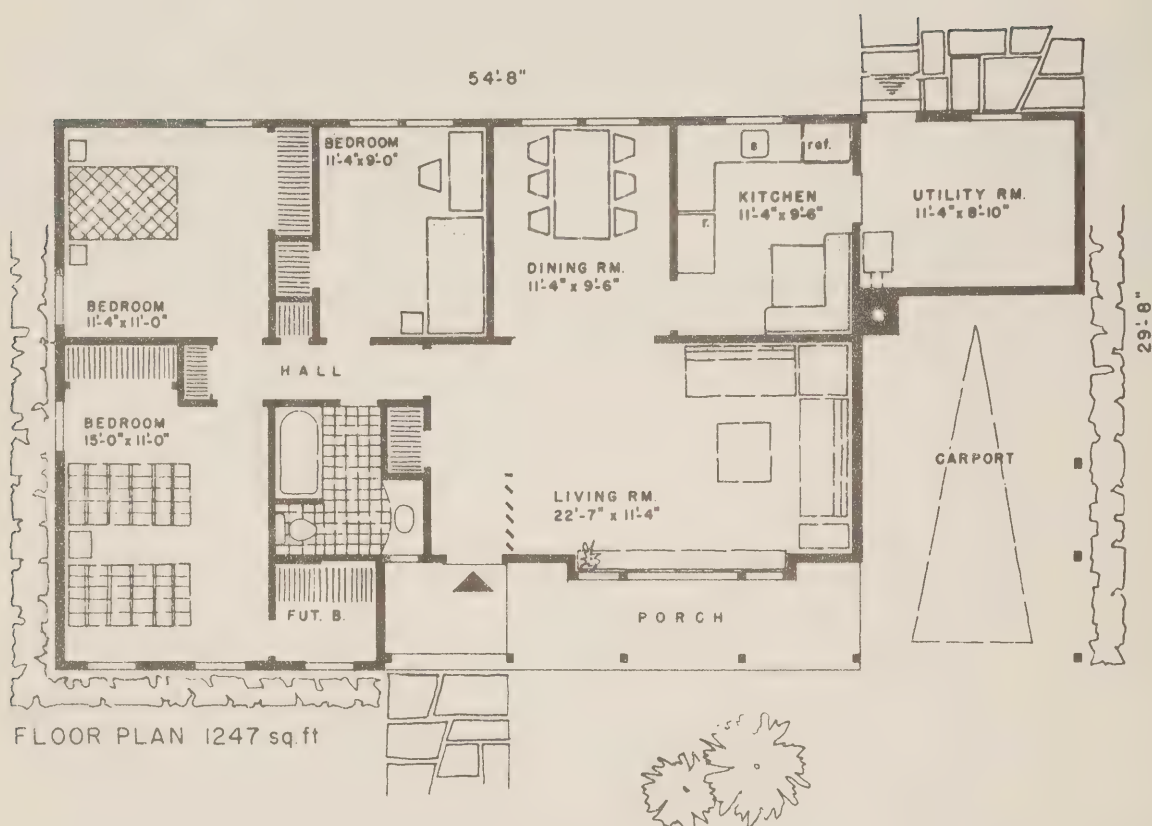 54'-8"
BEDROOM
11'-4" x 9'-0"
ref.
KITCHEN
11'-4" x 9'-6"
UTILITY RM.
11'-4" x 8'-10"
r.
DINING RM.
11'-4" x 9'-6"
BEDROOM
11'-4" x 11'-0"
29'-8"
HALL
BEDROOM
15'-0" x 11'-0"
CARPORT
LIVING RM.
22'-7" x 11'-4"
FUT. B.
PORCH
FLOOR PLAN 1247 sq.ft